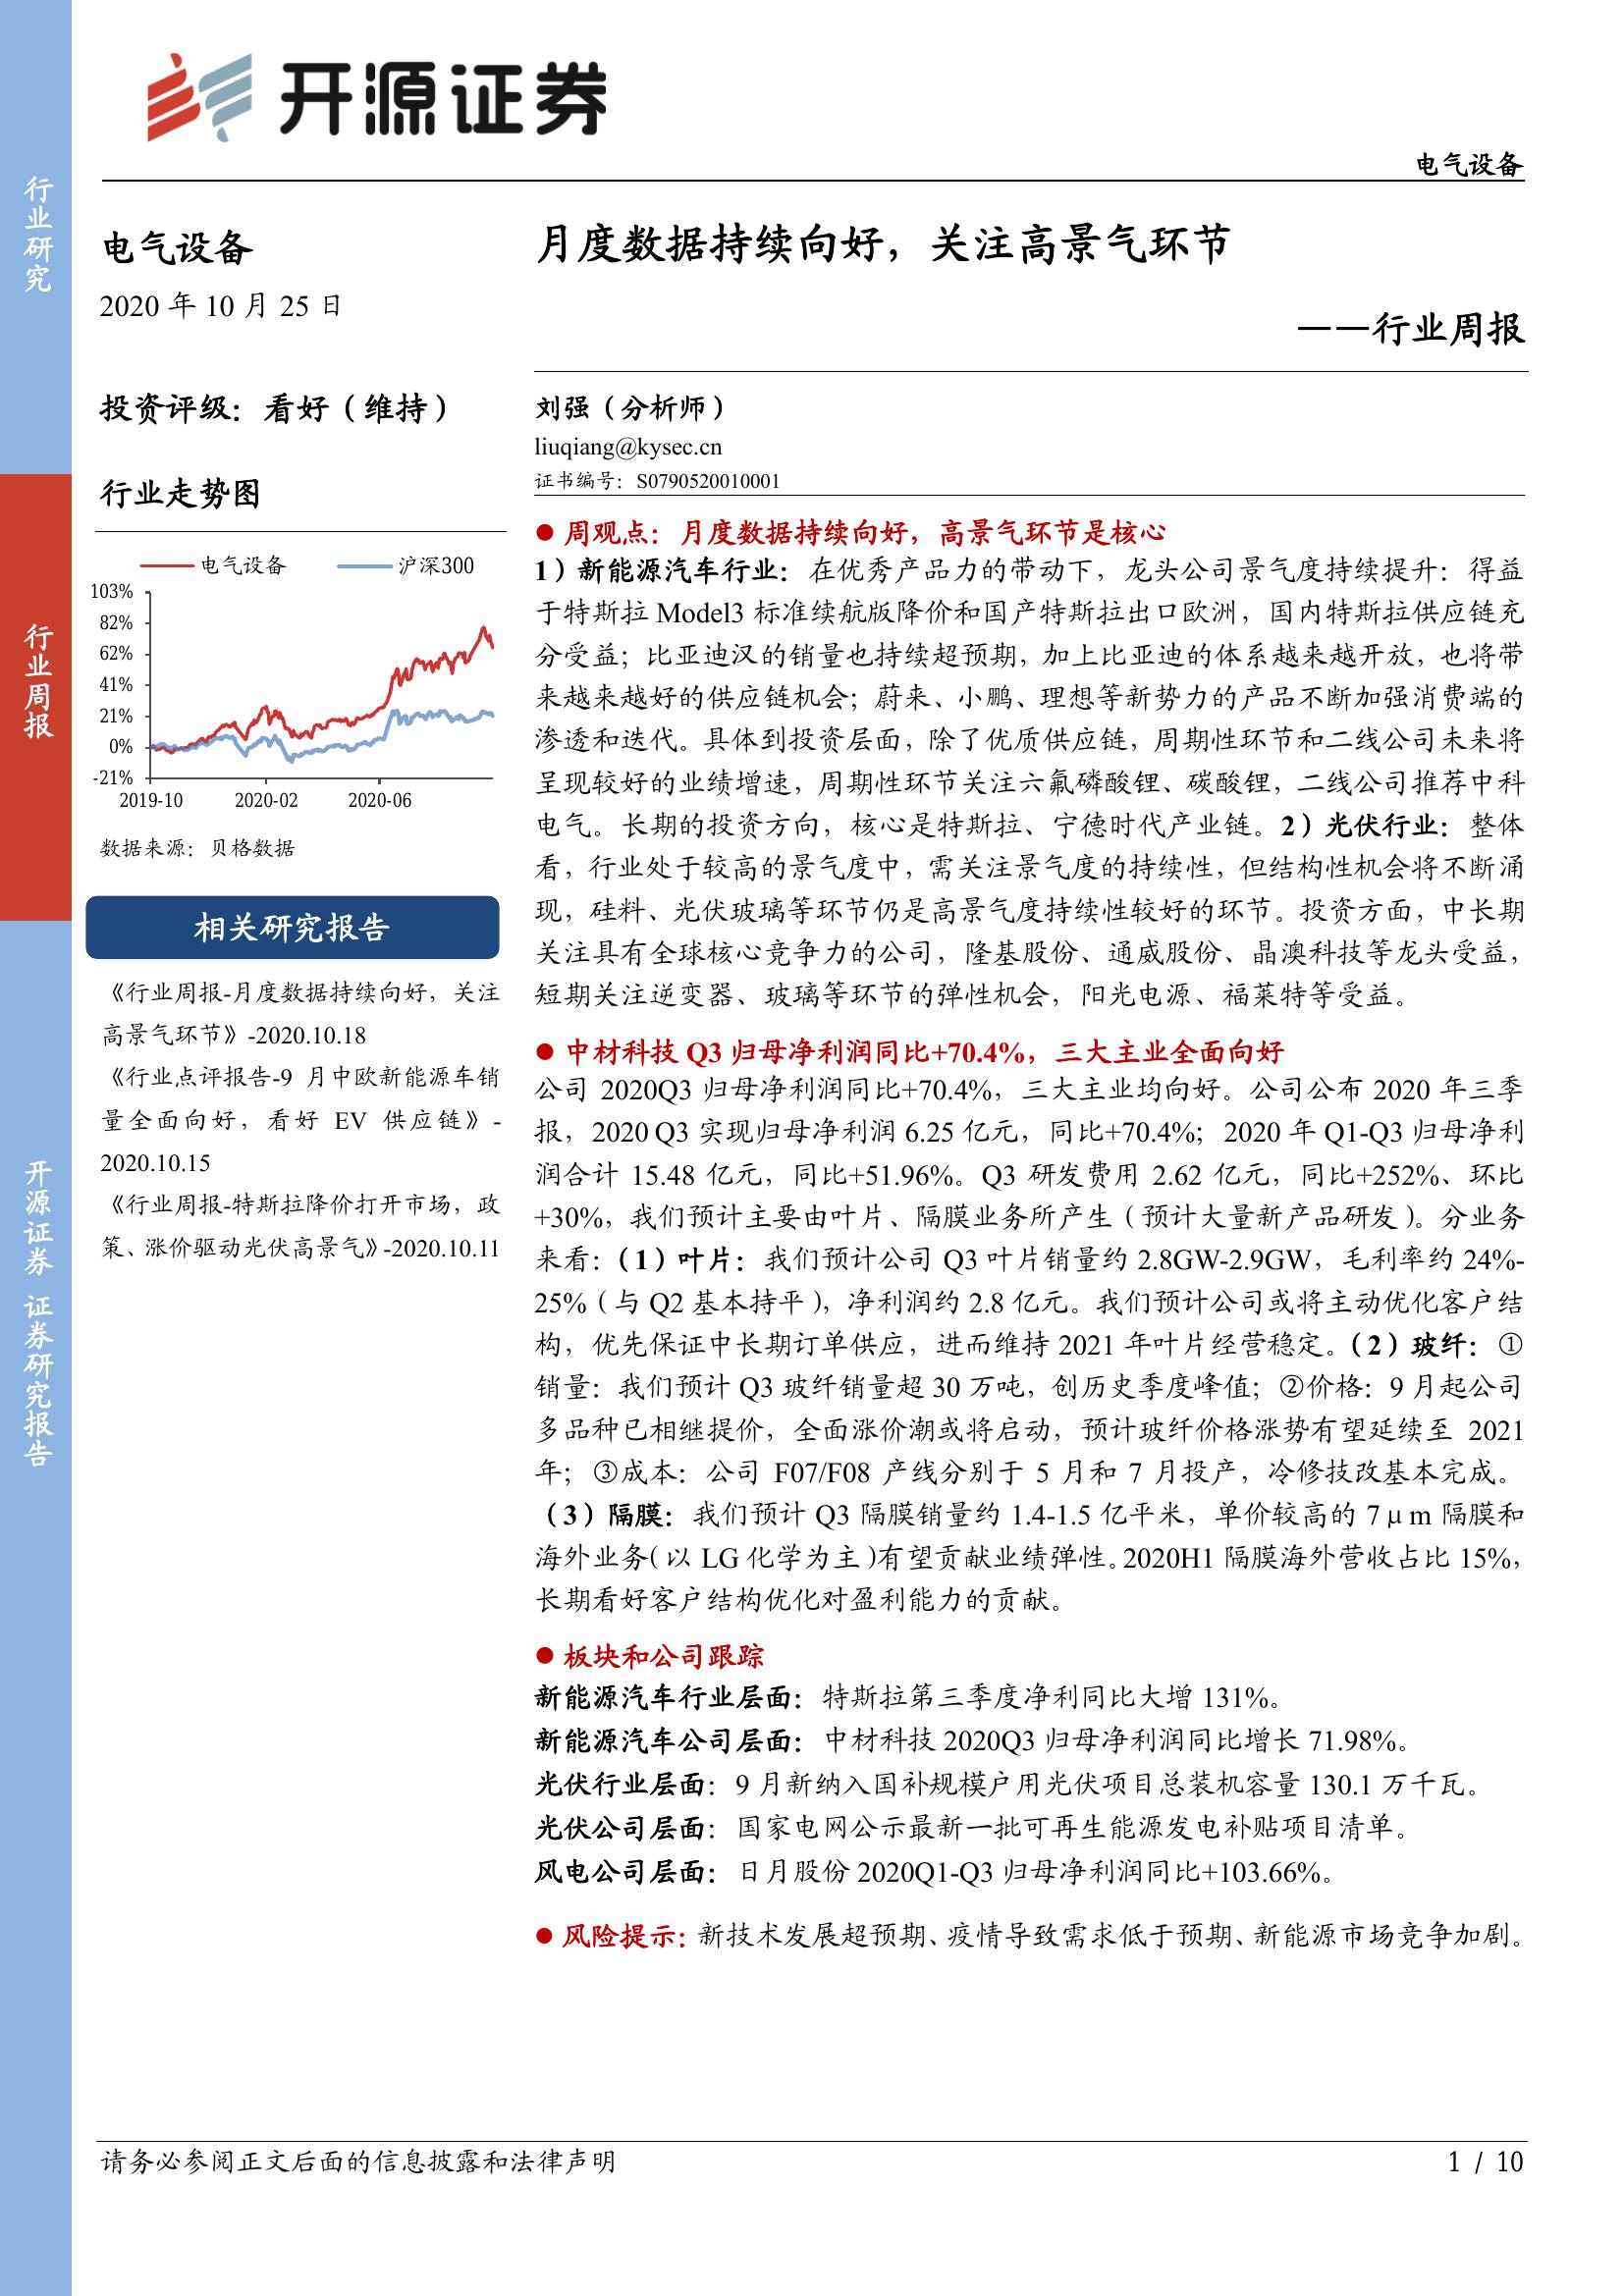 开源证券
电气设备
行业研究
行业周报
开源证券 证券研究报告
电气设备
2020 年 10 月 25 日
投资评级：看好（维持）
行业走势图
电气设备 沪深300
103%
82%
62%
41%
21%
0%
-21%
2019-10 2020-02 2020-06
数据来源：贝格数据
相关研究报告
《行业周报-月度数据持续向好，关注
高景气环节》-2020.10.18
《行业点评报告-9 月中欧新能源车销
量全面向好，看好 EV 供应链》-
2020.10.15
《行业周报-特斯拉降价打开市场，政
策、涨价驱动光伏高景气》-2020.10.11
月度数据持续向好，关注高景气环节
——行业周报
刘强（分析师）
liuqiang@kysec.cn
证书编号：S0790520010001
● 周观点：月度数据持续向好，高景气环节是核心
1）新能源汽车行业：在优秀产品力的带动下，龙头公司景气度持续提升：得益
于特斯拉 Model3 标准续航版降价和国产特斯拉出口欧洲，国内特斯拉供应链充
分受益；比亚迪汉的销量也持续超预期，加上比亚迪的体系越来越开放，也将带
来越来越好的供应链机会；蔚来、小鹏、理想等新势力的产品不断加强消费端的
渗透和迭代。具体到投资层面，除了优质供应链，周期性环节和二线公司未来将
呈现较好的业绩增速，周期性环节关注六氟磷酸锂、碳酸锂，二线公司推荐中科
电气。长期的投资方向，核心是特斯拉、宁德时代产业链。2）光伏行业：整体
看，行业处于较高的景气度中，需关注景气度的持续性，但结构性机会将不断涌
现，硅料、光伏玻璃等环节仍是高景气度持续性较好的环节。投资方面，中长期
关注具有全球核心竞争力的公司，隆基股份、通威股份、晶澳科技等龙头受益，
短期关注逆变器、玻璃等环节的弹性机会，阳光电源、福莱特等受益。
● 中材科技 Q3 归母净利润同比+70.4%，三大主业全面向好
公司 2020Q3 归母净利润同比+70.4%，三大主业均向好。公司公布 2020 年三季
报，2020 Q3 实现归母净利润 6.25 亿元，同比+70.4%；2020 年 Q1-Q3 归母净利
润合计 15.48 亿元，同比+51.96%。Q3 研发费用 2.62 亿元，同比+252%、环比
+30%，我们预计主要由叶片、隔膜业务所产生（预计大量新产品研发）。分业务
来看：（1）叶片：我们预计公司 Q3 叶片销量约 2.8GW-2.9GW，毛利率约 24%-
25%（与 Q2 基本持平），净利润约 2.8 亿元。我们预计公司或将主动优化客户结
构，优先保证中长期订单供应，进而维持 2021 年叶片经营稳定。（2）玻纤：①
销量：我们预计 Q3 玻纤销量超 30 万吨，创历史季度峰值；②价格：9 月起公司
多品种已相继提价，全面涨价潮或将启动，预计玻纤价格涨势有望延续至 2021
年；③成本：公司 F07/F08 产线分别于 5 月和 7 月投产，冷修技改基本完成。
（3）隔膜：我们预计 Q3 隔膜销量约 1.4-1.5 亿平米，单价较高的 7μm 隔膜和
海外业务（以 LG 化学为主）有望贡献业绩弹性。2020H1 隔膜海外营收占比 15%，
长期看好客户结构优化对盈利能力的贡献。
● 板块和公司跟踪
新能源汽车行业层面：特斯拉第三季度净利同比大增 131%。
新能源汽车公司层面：中材科技 2020Q3 归母净利润同比增长 71.98%。
光伏行业层面：9 月新纳入国补规模户用光伏项目总装机容量 130.1 万千瓦。
光伏公司层面：国家电网公示最新一批可再生能源发电补贴项目清单。
风电公司层面：日月股份 2020Q1-Q3 归母净利润同比+103.66%。
● 风险提示：新技术发展超预期、疫情导致需求低于预期、新能源市场竞争加剧。
请务必参阅正文后面的信息披露和法律声明
1 / 10